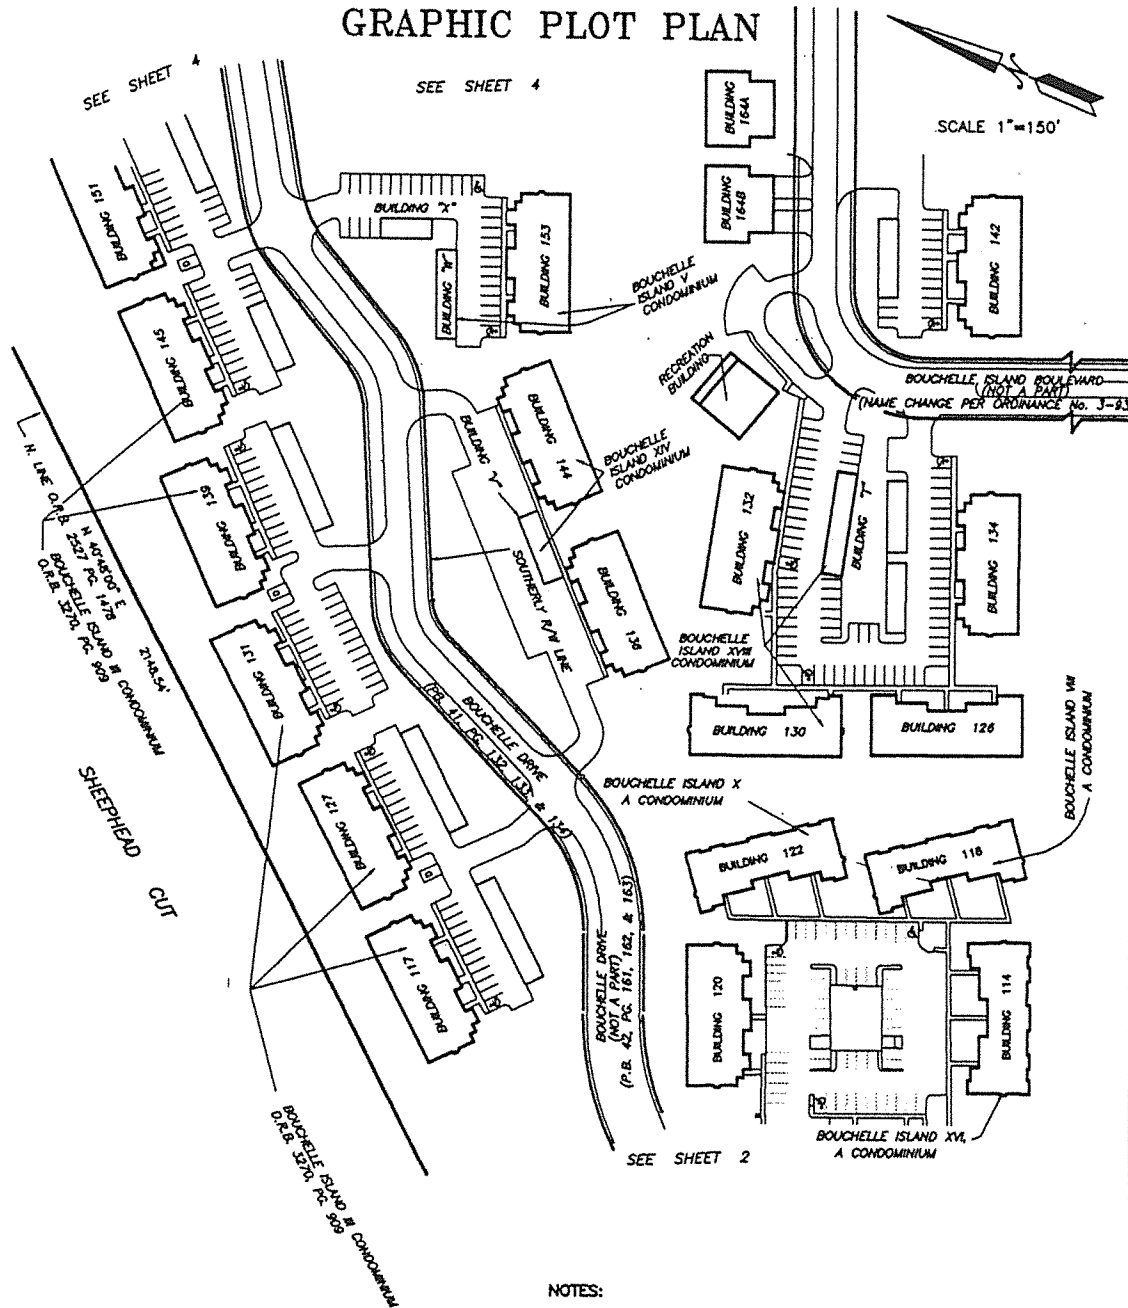 GRAPHIC PLOT PLAN
SEE SHEET 4
SEE SHEET 4
SCALE 1"=150'
BUILDING
164A
BUILDING
164B
BUILDING 151
BUILDING "X"
BUILDING "W"
BUILDING 153
BUILDING 142
BOUCHELLE
ISLAND V
CONDOMINIUM
BUILDING 145
RECREATION
BUILDING
BOUCHELLE ISLAND BOULEVARD
(NOT A PART)
(NAME CHANGE PER ORDINANCE No. 3-93
BUILDING "V"
BUILDING 144
BOUCHELLE
ISLAND XIV
CONDOMINIUM
BUILDING 139
BUILDING 132
BUILDING "T"
BUILDING 134
N. LINE O.R.B. 2527 PG. 1478
N 40°45'00" E 2148.54'
BOUCHELLE ISLAND III CONDOMINIUM
O.R.B. 3270, PG. 909
SOUTHERLY R/W LINE
BUILDING 136
BUILDING 131
BOUCHELLE
ISLAND XVIII
CONDOMINIUM
BUILDING 130
BUILDING 126
BOUCHELLE DRIVE
(P.B. 41, PG. 132, 133, & 134)
BUILDING 127
SHEEPHEAD CUT
BOUCHELLE ISLAND X
A CONDOMINIUM
BOUCHELLE ISLAND VIII
A CONDOMINIUM
BUILDING 122
BUILDING 118
BUILDING 117
BOUCHELLE DRIVE
(NOT A PART)
(P.B. 42, PG. 161, 162, & 163)
BUILDING 120
BUILDING 114
BOUCHELLE ISLAND XVI,
A CONDOMINIUM
SEE SHEET 2
BOUCHELLE ISLAND III CONDOMINIUM
O.R.B. 3270, PG. 909
NOTES: